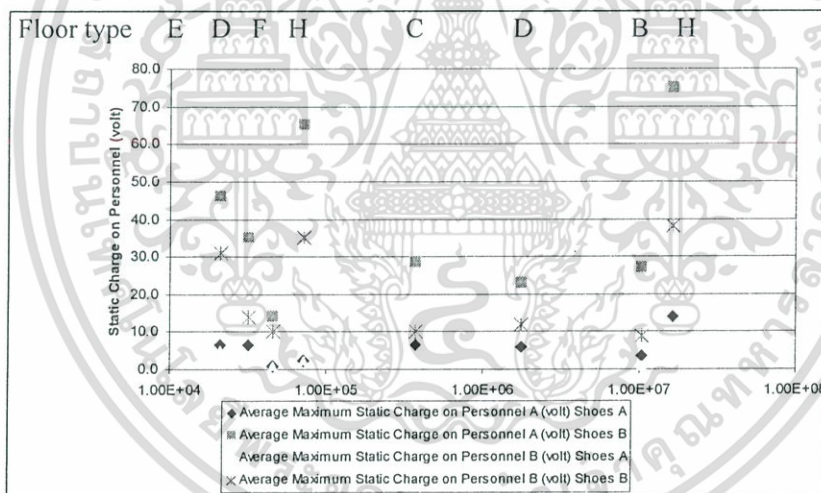 Floor type E D F H C D B H
80.0
70.0
60.0
50.0
40.0
30.0
20.0
10.0
0.0
Static Charge on Personnel (volt)
1.00E+04 1.00E+05 1.00E+06 1.00E+07 1.00E+08
Average Maximum Static Charge on Personnel A (volt) Shoes A
Average Maximum Static Charge on Personnel A (volt) Shoes B
Average Maximum Static Charge on Personnel B (volt) Shoes A
Average Maximum Static Charge on Personnel B (volt) Shoes B